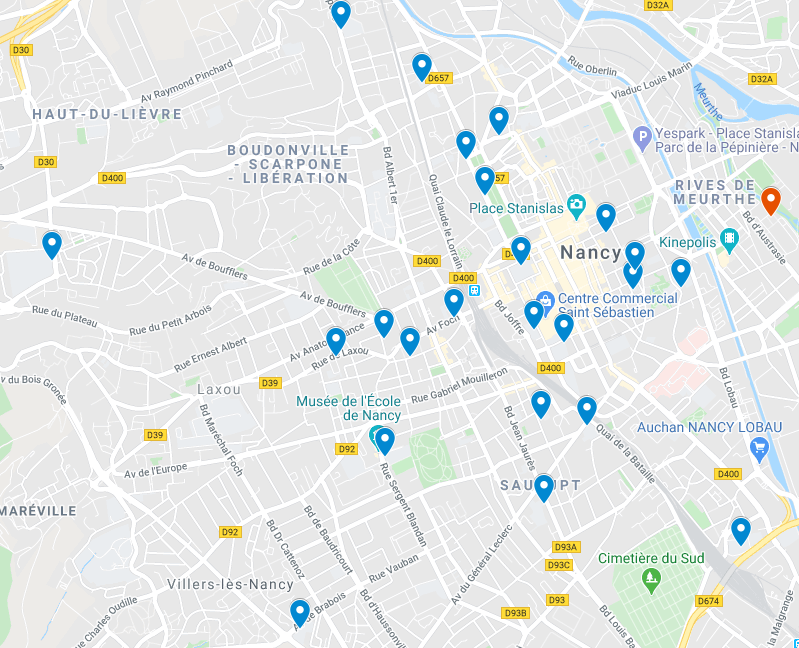 D32A
D30
D657
Rue Oberlin
Viaduc Louis Marin
D32A
Av Raymond Pinchard
Meurthe
HAUT-DU-LIÈVRE
Yespark - Place Stanisla
Parc de la Pépinière - N
BOUDONVILLE
- SCARPONE
- LIBÉRATION
Bd Albert 1er
D30
D400
57
Quai Claude le Lorrain
RIVES DE
MEURTHE
Place Stanislas
Bd d'Austrasie
Kinepolis
Nancy
Rue de la Côte
D400
Av de Boufflers
D400
Centre Commercial
Saint Sébastien
Bd Joffre
Av de Boufflers
Rue du Plateau
Rue du Petit Arbois
Av Foch
Rue Ernest Albert
Rue de Laxou
D400
Laxou
D39
Rue Gabriel Mouilleron
Bd Lobau
Musée de l'École
de Nancy
Bd Maréchal Foch
Bd Jean Jaurès
Auchan NANCY LOBAU
D39
D92
Quai de la Bataille
Av de l'Europe
D400
Rue Sergent Blandan
MARÉVILLE
D92
Bd de Baudricourt
Bd Dr Cattenoz
Av du Général Leclerc
D93A
D93C
Cimetière du Sud
Rue Vauban
Villers-lès-Nancy
D93
D674
D93B
Rue Charles Oudille
Bd d'Haussonville
Bd Louis Ba
la Malgrange